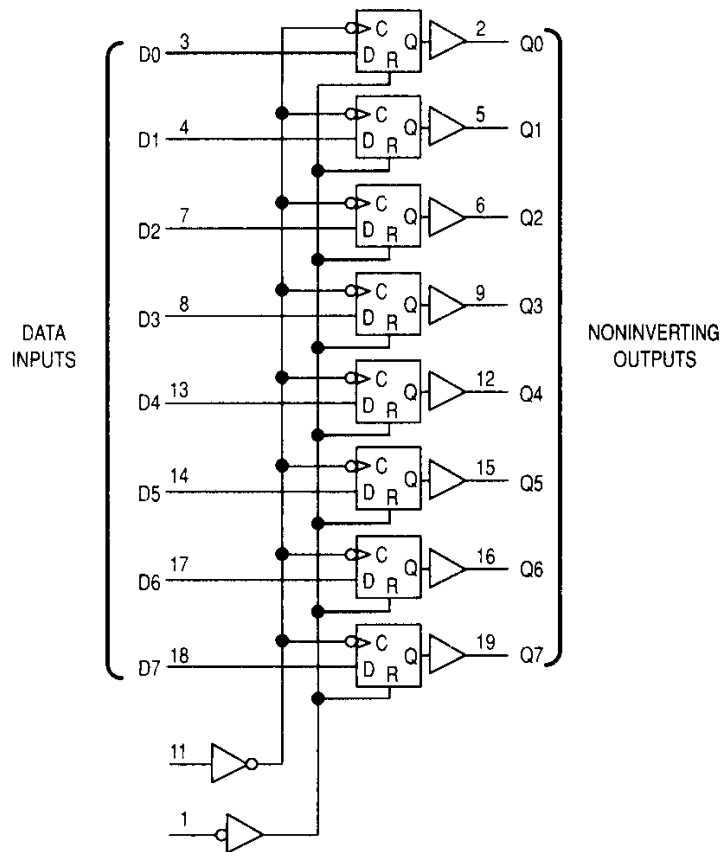 C
Q
2
Q0
D0
3
D
R
C
Q
5
Q1
D1
4
D
R
C
Q
6
Q2
D2
7
D
R
C
Q
9
Q3
D3
8
D
R
DATA
INPUTS
NONINVERTING
OUTPUTS
C
Q
12
Q4
D4
13
D
R
C
Q
15
Q5
D5
14
D
R
C
Q
16
Q6
D6
17
D
R
C
Q
19
Q7
D7
18
D
R
11
1